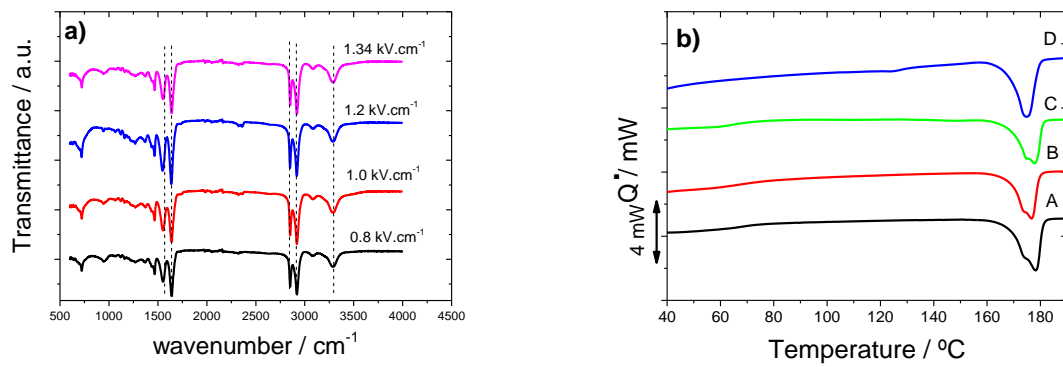 a)
Transmittance / a.u.
1.34 kV.cm⁻¹
1.2 kV.cm⁻¹
1.0 kV.cm⁻¹
0.8 kV.cm⁻¹
500 1000 1500 2000 2500 3000 3500 4000 4500
wavenumber / cm⁻¹
b)
Q▪/ mW
4 mW
D
C
B
A
40 60 80 100 120 140 160 180
Temperature / ºC